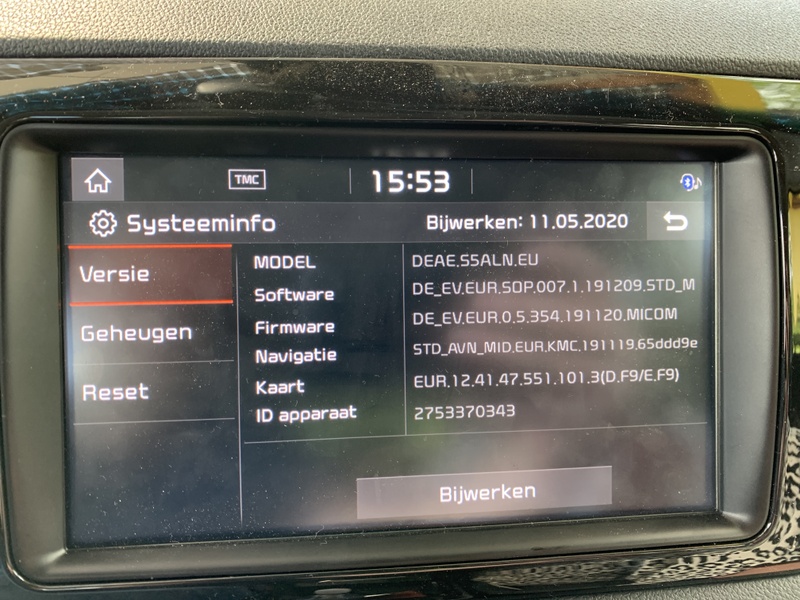 TMC 15:53
Systeeminfo Bijwerken: 11.05.2020
Versie
Geheugen
Reset
MODEL DEAE.S5ALN.EU
Software DE_EV.EUR.SOP.007.1.191209.STD_M
Firmware DE_EV.EUR.0.5.354.191120.MICOM
Navigatie STD_AVN_MID.EUR.KMC.191119.65ddd9e
Kaart EUR.12.41.47.551.101.3(D.F9/E.F9)
ID apparaat 2753370343
Bijwerken